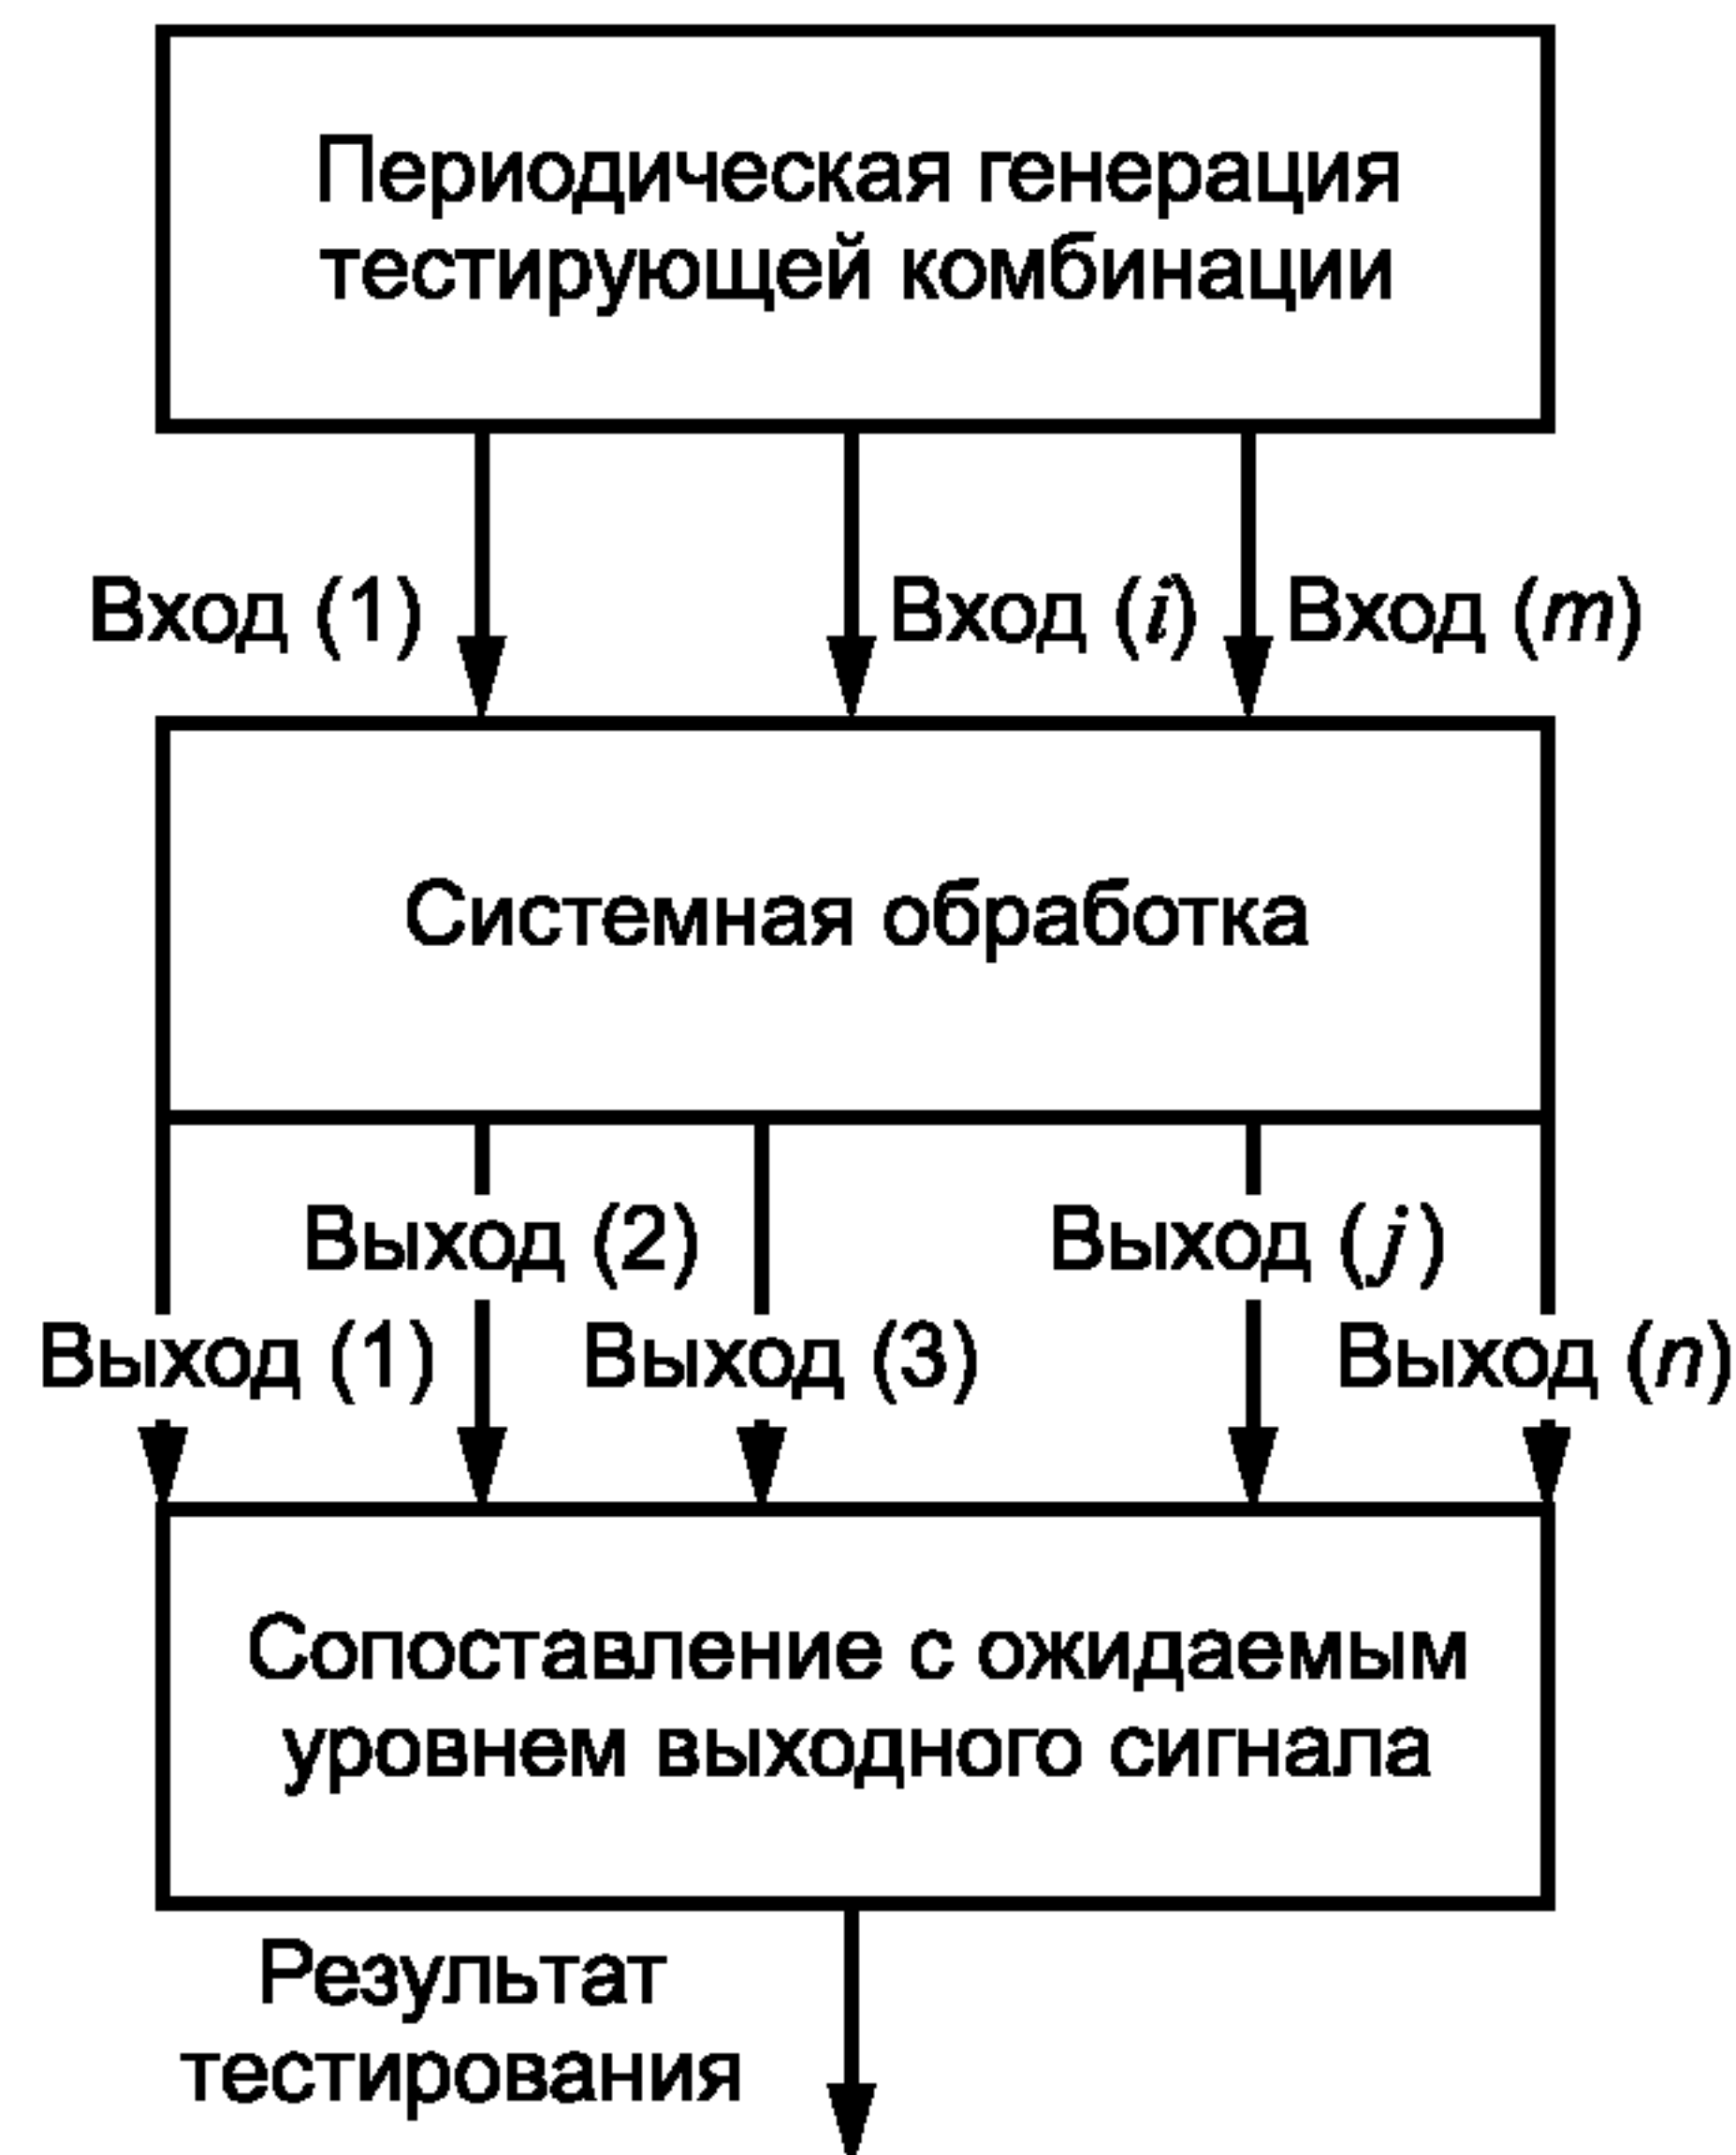 Периодическая генерация
тестирующей комбинации
Вход (1)
Вход (i)
Вход (m)
Системная обработка
Выход (2)
Выход (j)
Выход (1)
Выход (3)
Выход (n)
Сопоставление с ожидаемым
уровнем выходного сигнала
Результат
тестирования